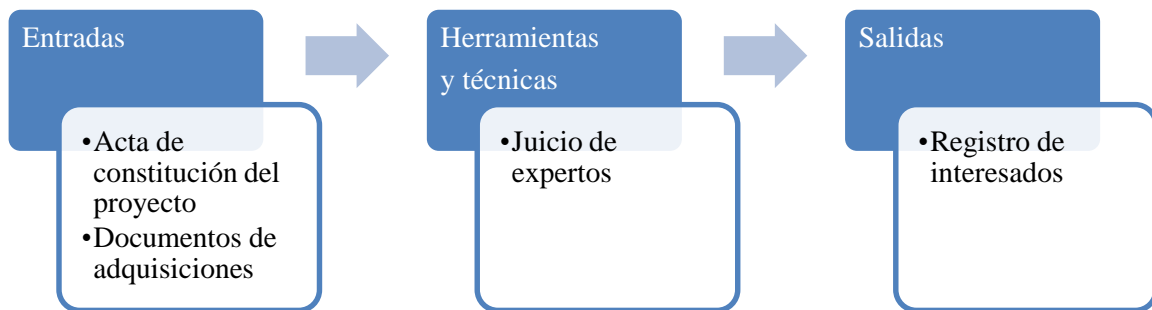 Entradas
•Acta de
constitución del
proyecto
•Documentos de
adquisiciones
Herramientas
y técnicas
•Juicio de
expertos
Salidas
•Registro de
interesados